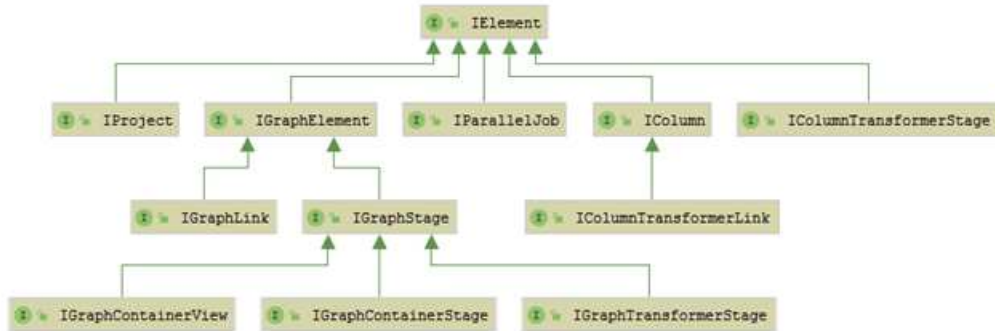 IElement
IProject
IGraphElement
IParallelJob
IColumn
IColumnTransformerStage
IGraphLink
IGraphStage
IColumnTransformerLink
IGraphContainerView
IGraphContainerStage
IGraphTransformerStage